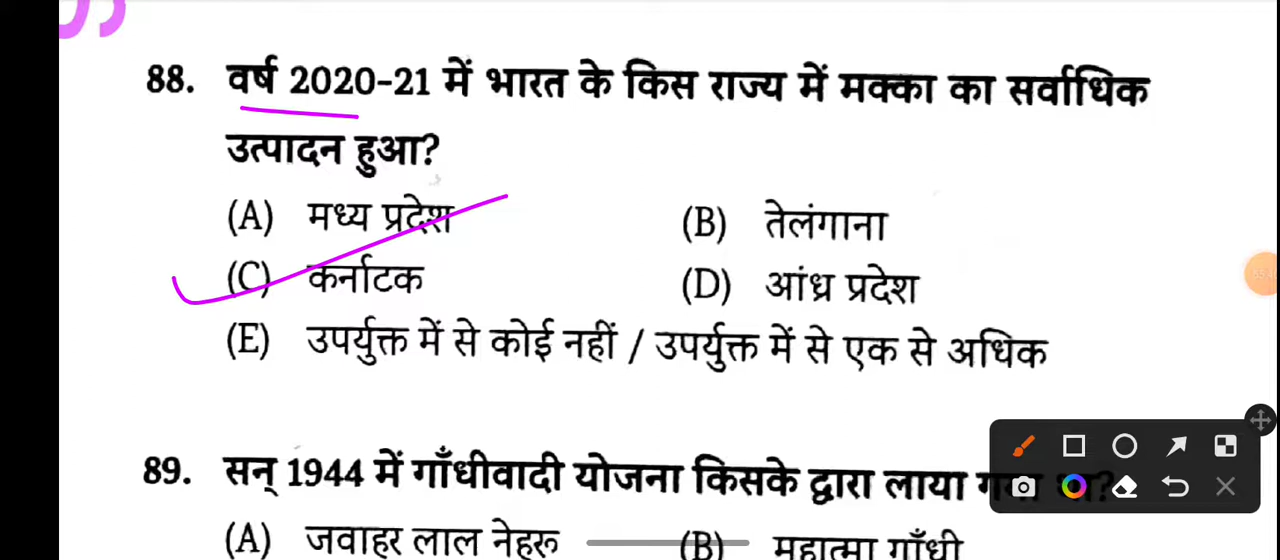 88. वर्ष 2020-21 में भारत के किस राज्य में मक्का का सर्वाधिक
उत्पादन हुआ?
(A) मध्य प्रदेश (B) तेलंगाना
(C) कर्नाटक (D) आंध्र प्रदेश
(E) उपर्युक्त में से कोई नहीं / उपर्युक्त में से एक से अधिक
89. सन् 1944 में गाँधीवादी योजना किसके द्वारा लाया गया था?
(A) जवाहर लाल नेहरू (B) महात्मा गाँधी